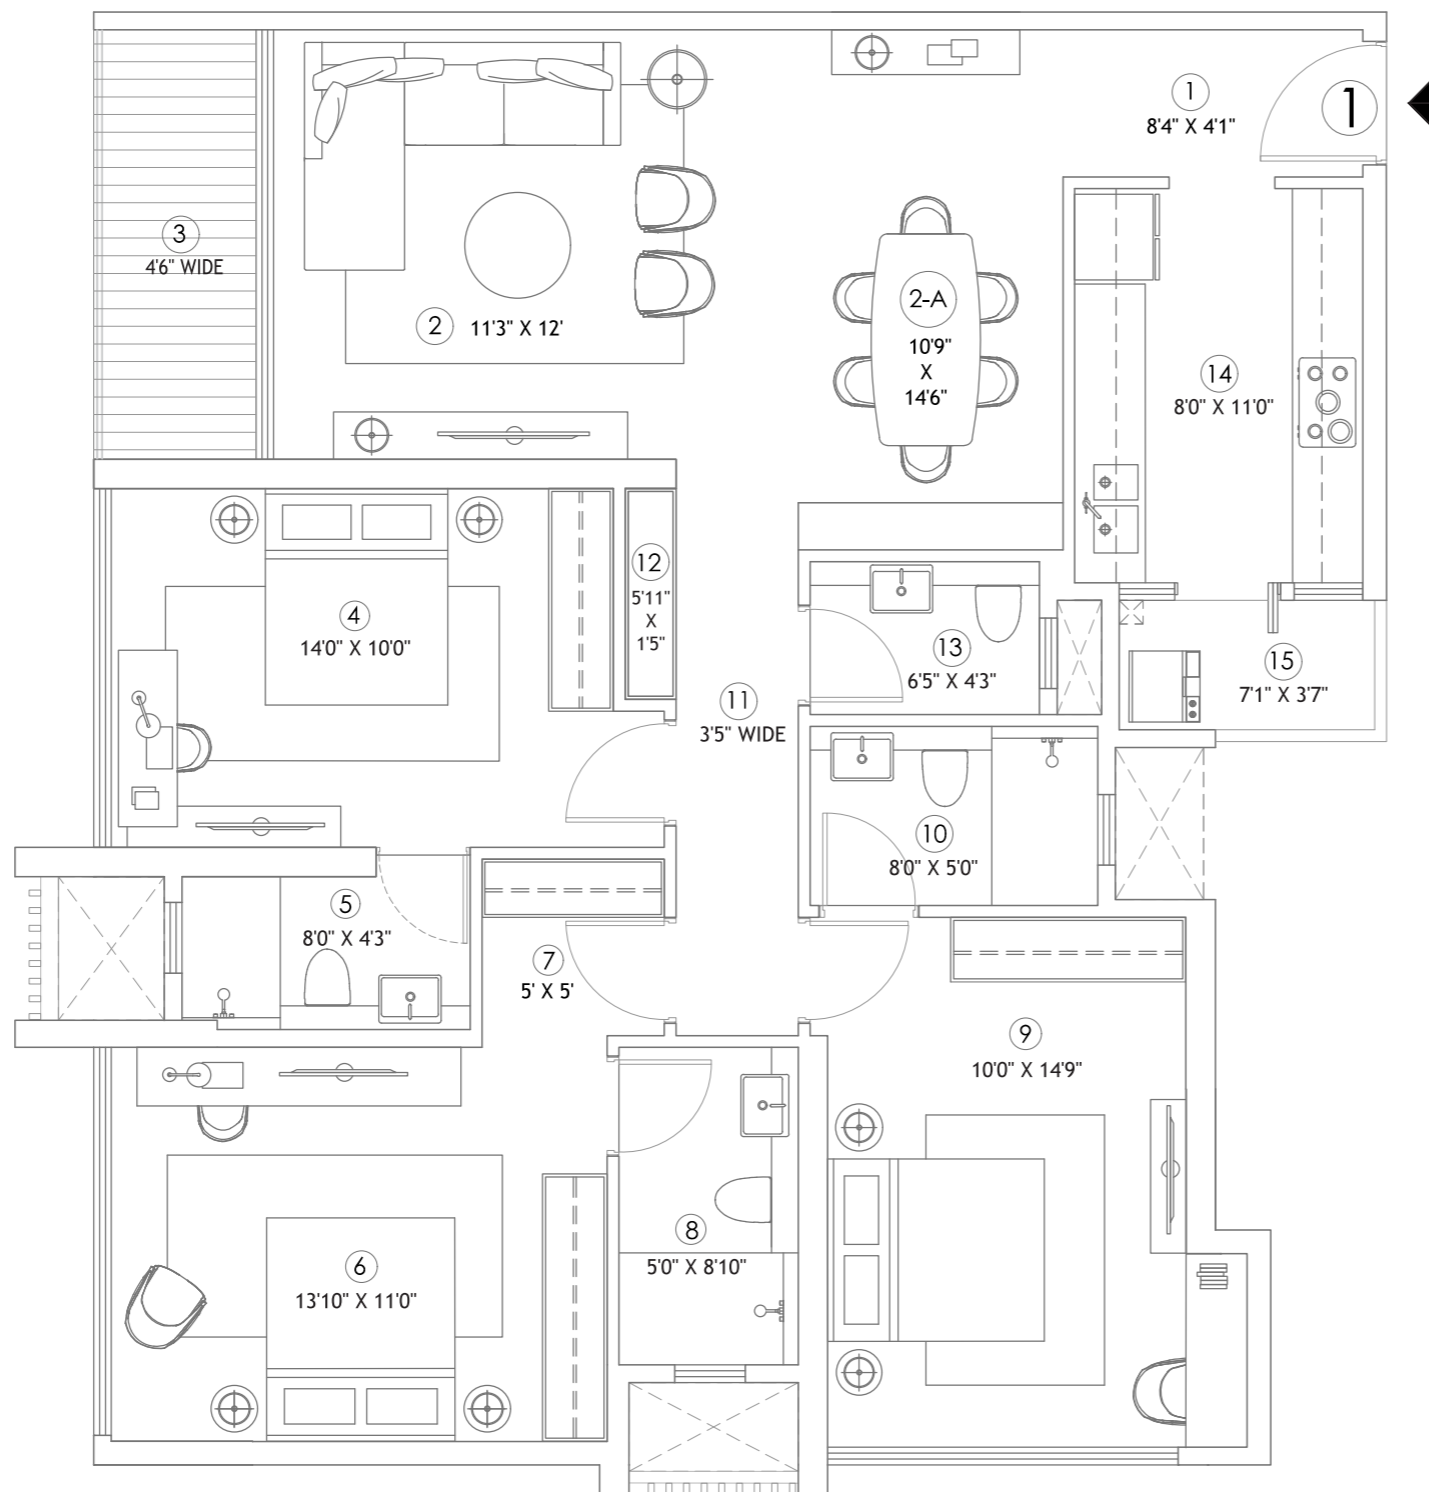 1
8'4" X 4'1"
1
3
4'6" WIDE
2
11'3" X 12'
2-A
10'9"
X
14'6"
14
8'0" X 11'0"
4
14'0" X 10'0"
12
5'11"
X
1'5"
11
3'5" WIDE
13
6'5" X 4'3"
15
7'1" X 3'7"
10
8'0" X 5'0"
5
8'0" X 4'3"
7
5' X 5'
9
10'0" X 14'9"
8
5'0" X 8'10"
6
13'10" X 11'0"